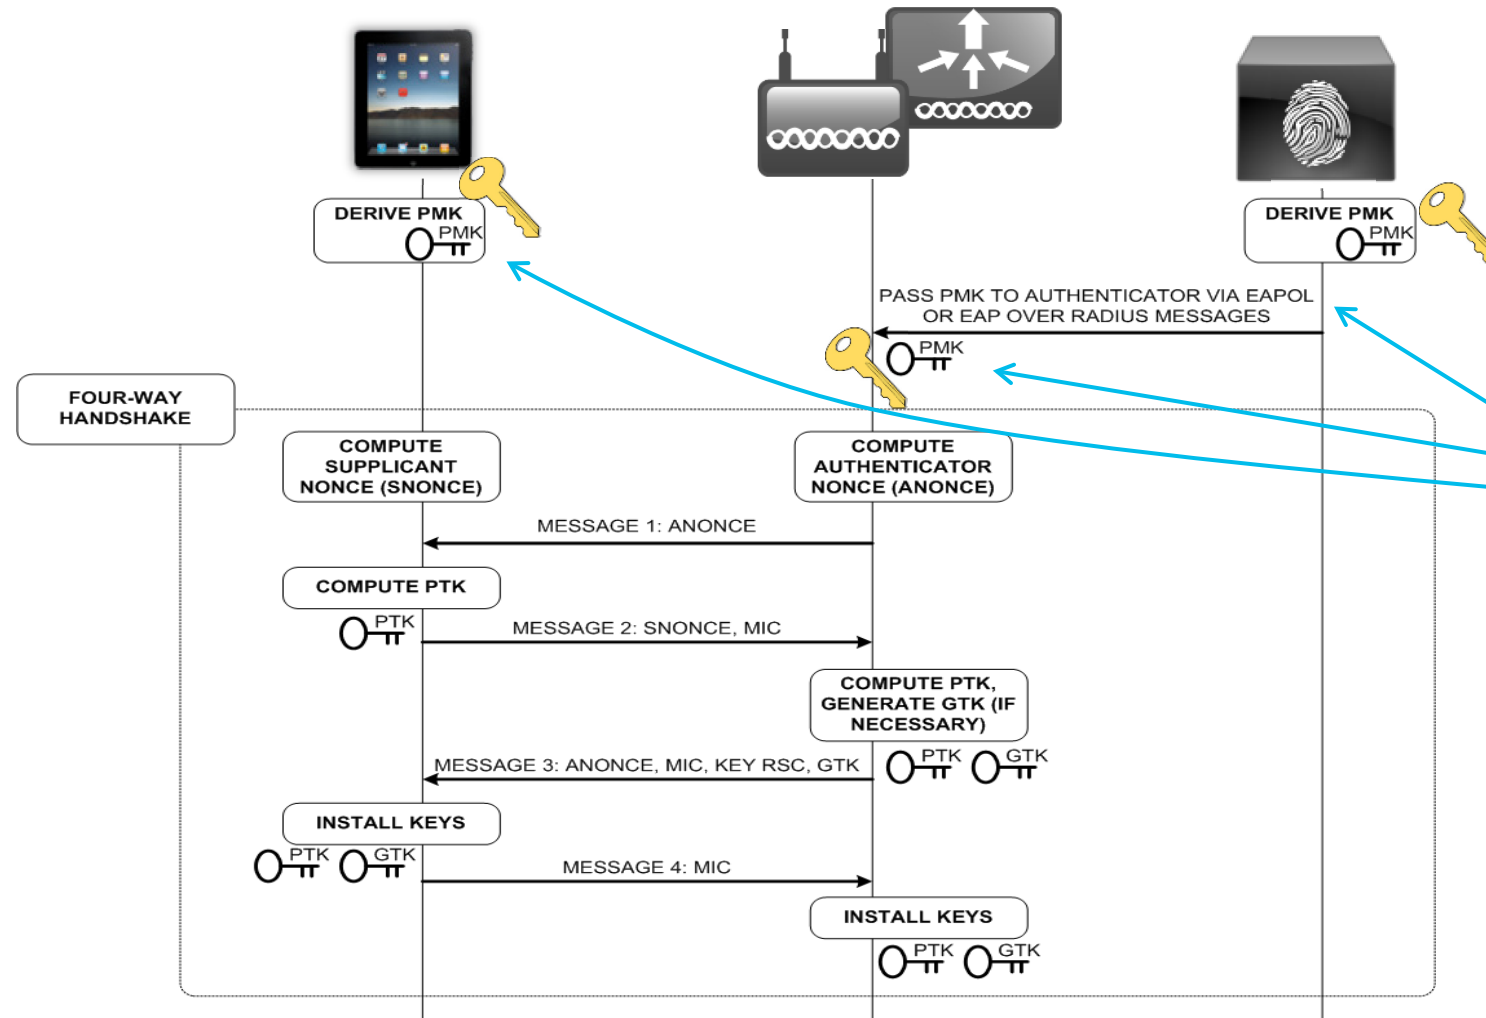 DERIVE PMK
PMK
DERIVE PMK
PMK
PASS PMK TO AUTHENTICATOR VIA EAPOL
OR EAP OVER RADIUS MESSAGES
PMK
FOUR-WAY
HANDSHAKE
COMPUTE
SUPPLICANT
NONCE (SNONCE)
COMPUTE
AUTHENTICATOR
NONCE (ANONCE)
MESSAGE 1: ANONCE
COMPUTE PTK
PTK
MESSAGE 2: SNONCE, MIC
COMPUTE PTK,
GENERATE GTK (IF
NECESSARY)
PTK
GTK
MESSAGE 3: ANONCE, MIC, KEY RSC, GTK
INSTALL KEYS
PTK
GTK
MESSAGE 4: MIC
INSTALL KEYS
PTK
GTK